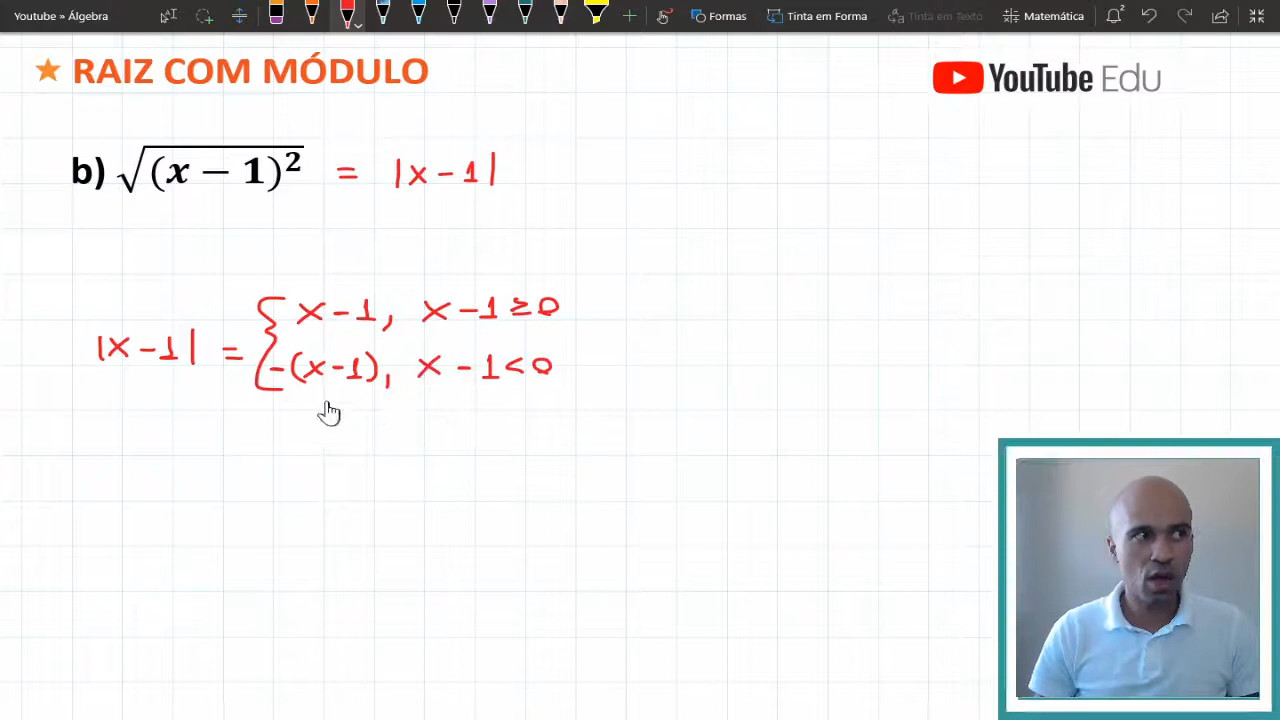 Youtube » Álgebra Formas Tinta em Forma Tinta em Texto Matemática
RAIZ COM MÓDULO
YouTube Edu
b) √(x − 1)² = |x - 1|
|x - 1| = { x - 1, x - 1 ≥ 0
-(x - 1), x - 1 < 0